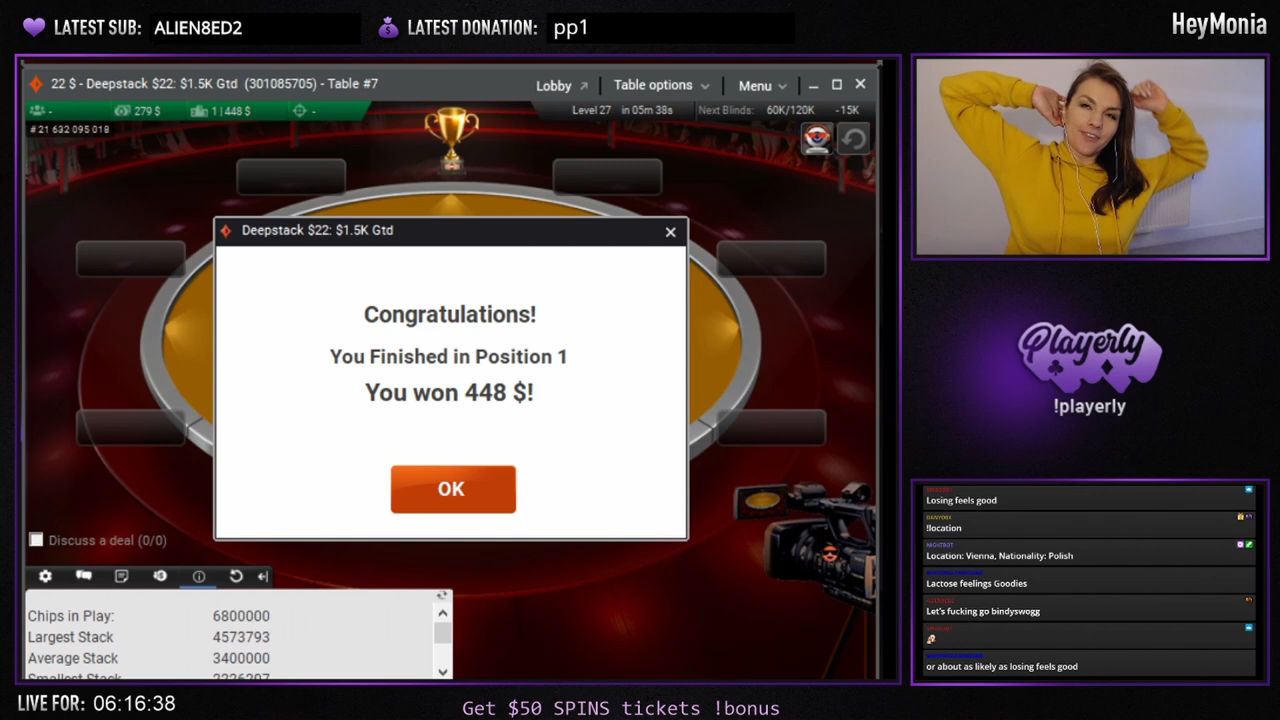 LATEST SUB: ALIEN8ED2
LATEST DONATION: pp1
HeyMonia
22 $ - Deepstack $22: $1.5K Gtd (301085705) - Table #7
Lobby
Table options
Menu
-
279 $
1 | 448 $
-
Level 27 in 05m 38s
Next Blinds: 60K/120K -15K
# 21 632 095 018
Deepstack $22: $1.5K Gtd
Congratulations!
You Finished in Position 1
You won 448 $!
OK
Discuss a deal (0/0)
Chips in Play: 6800000
Largest Stack 4573793
Average Stack 3400000
Playerly
!playerly
Losing feels good
!location
NIGHTBOT
Location: Vienna, Nationality: Polish
Lactose feelings Goodies
Let's fucking go bindyswogg
or about as likely as losing feels good
LIVE FOR: 06:16:38
Get $50 SPINS tickets !bonus